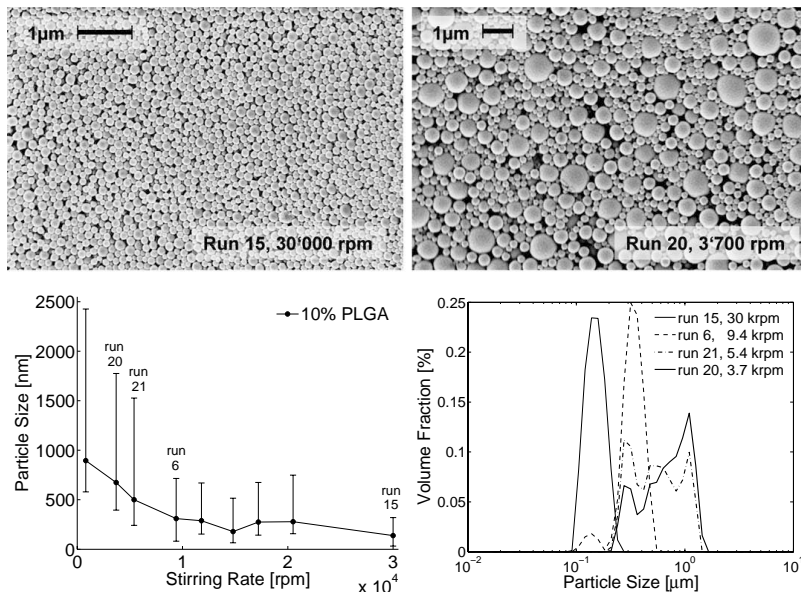 1μm
Run 15, 30'000 rpm
1μm
Run 20, 3'700 rpm
2500
2000
1500
1000
500
0
Particle Size [nm]
10% PLGA
run
20
run
21
run
6
run
15
0
1
2
3
Stirring Rate [rpm]
x 10⁴
0.25
0.2
0.15
0.1
0.05
0
Volume Fraction [%]
run 15, 30 krpm
run 6, 9.4 krpm
run 21, 5.4 krpm
run 20, 3.7 krpm
10⁻²
10⁻¹
10⁰
10¹
Particle Size [μm]